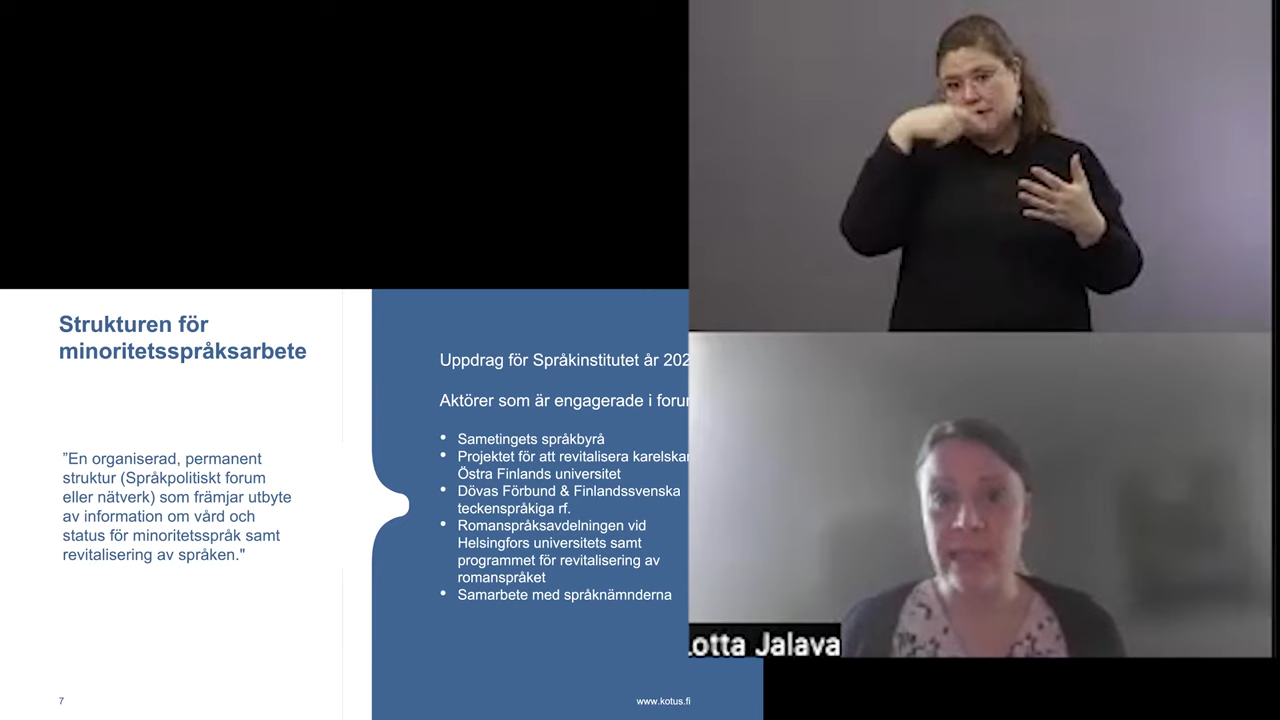 Strukturen för
minoritetsspråksarbete
”En organiserad, permanent
struktur (Språkpolitiskt forum
eller nätverk) som främjar utbyte
av information om vård och
status för minoritetsspråk samt
revitalisering av språken."
Uppdrag för Språkinstitutet år 202
Aktörer som är engagerade i
• Sametingets språkbyrå
• Projektet för att revitalisera
Östra Finlands universitet
• Dövas Förbund & Finlandssvenska
teckenspråkiga rf.
• Romanspråksavdelningen vid
Helsingfors universitets samt
programmet för revitalisering av
romanspråket
• Samarbete med språknämnderna
Lotta Jalava
7
www.kotus.fi